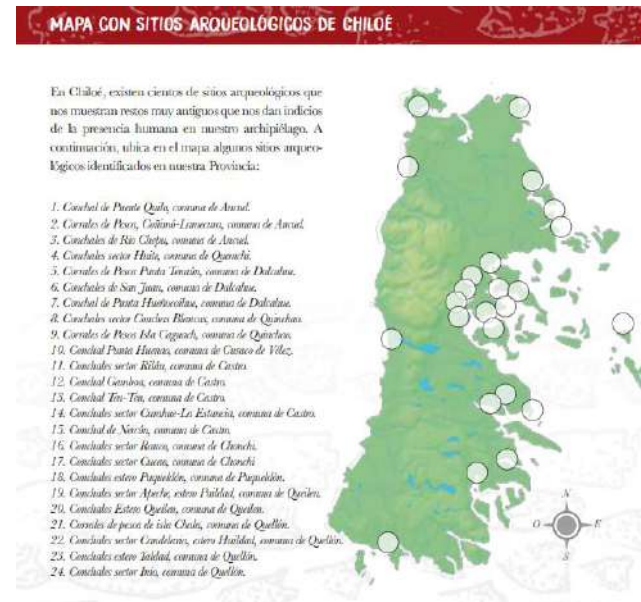 MAPA CON SITIOS ARQUEOLÓGICOS DE CHILOÉ
En Chiloé, existen cientos de sitios arqueológicos que
nos muestran restos muy antiguos que nos dan indicios
de la presencia humana en nuestro archipiélago. A
continuación, ubica en el mapa algunos sitios arqueo-
lógicos identificados en nuestra Provincia:
1. Conchal de Puente Quilo, comuna de Ancud.
2. Corrales de Pesca, comuna de Ancud.
3. Conchales de Río Chepu, comuna de Ancud.
4. Conchales sector Huite, comuna de Quemchi.
5. Corrales de Pesca Punta Tenaún, comuna de Dalcahue.
6. Conchales de San Juan, comuna de Dalcahue.
7. Conchal de Punta comuna de Dalcahue.
8. Conchales sector Conchas Blancas, comuna de Quinchao.
9. Corrales de Pesca Isla Caguach, comuna de Quinchao.
10. Conchal Punta Huenao, comuna de Curaco de Vélez.
11. Conchales sector Rilán, comuna de Castro.
12. Conchal Gamboa, comuna de Castro.
13. Conchal Ten-Ten, comuna de Castro.
14. Conchales sector Curahue-La Estancia, comuna de Castro.
15. Conchal de Nercón, comuna de Castro.
16. Conchales sector Rauco, comuna de Chonchi.
17. Conchales sector Cucao, comuna de Chonchi
18. Conchales estero Puqueldón, comuna de Puqueldón.
19. Conchales sector Apeche, estero Paildad, comuna de Queilen.
20. Conchales Estero Queilen, comuna de Queilen.
21. Corrales de pesca de isla Chala, comuna de Quellón.
22. Conchales sector Candelaria, estero Huildad, comuna de Quellón.
23. Conchales estero Yaldad, comuna de Quellón.
24. Conchales sector Inío, comuna de Quellón.
N
O
E
S